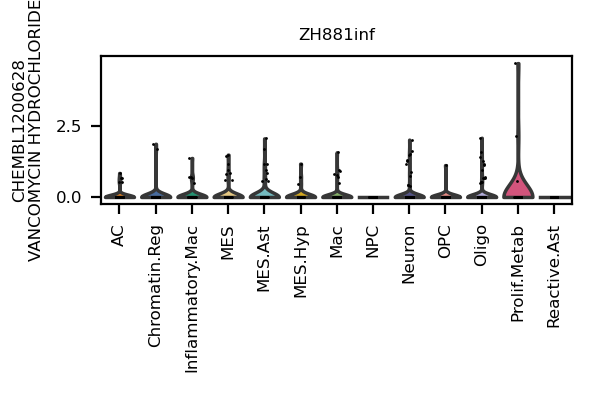 ZH881inf
CHEMBL1200628
VANCOMYCIN HYDROCHLORIDE
2.5
0.0
AC
Chromatin.Reg
Inflammatory.Mac
MES
MES.Ast
MES.Hyp
Mac
NPC
Neuron
OPC
Oligo
Prolif.Metab
Reactive.Ast